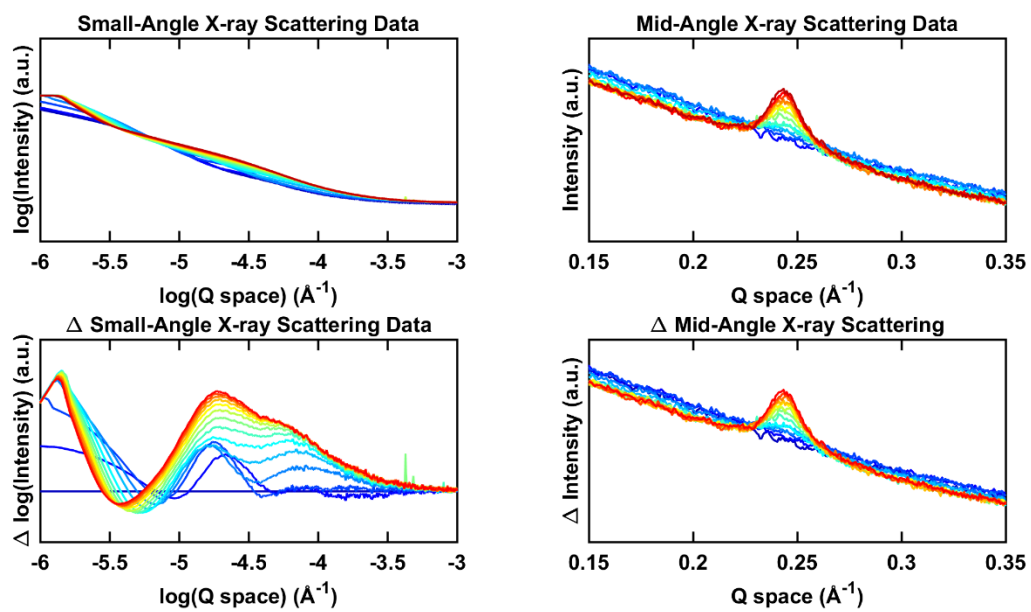 Small-Angle X-ray Scattering Data
log(Intensity) (a.u.)
-6 -5.5 -5 -4.5 -4 -3.5 -3
log(Q space) (Å⁻¹)
Mid-Angle X-ray Scattering Data
Intensity (a.u.)
0.15 0.2 0.25 0.3 0.35
Q space (Å⁻¹)
Δ Small-Angle X-ray Scattering Data
Δ log(Intensity) (a.u.)
-6 -5.5 -5 -4.5 -4 -3.5 -3
log(Q space) (Å⁻¹)
Δ Mid-Angle X-ray Scattering
Δ Intensity (a.u.)
0.15 0.2 0.25 0.3 0.35
Q space (Å⁻¹)